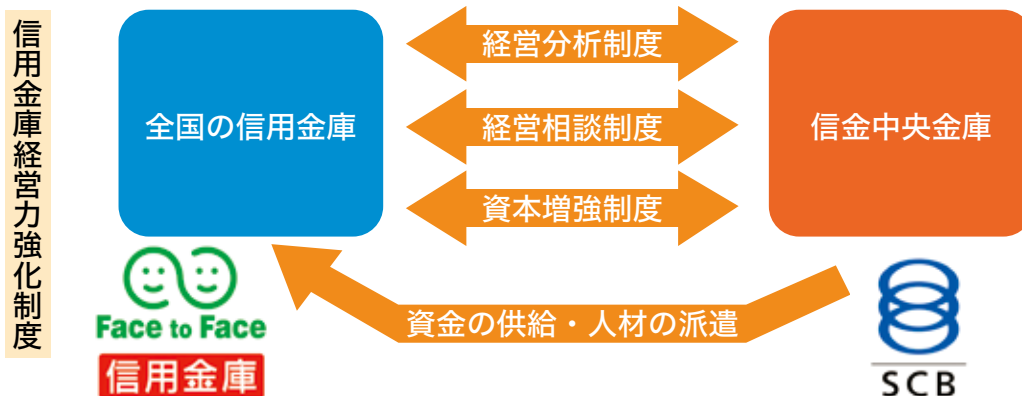 信用金庫経営力強化制度
全国の信用金庫
経営分析制度
経営相談制度
資本増強制度
信金中央金庫
資金の供給・人材の派遣
Face to Face
信用金庫
SCB